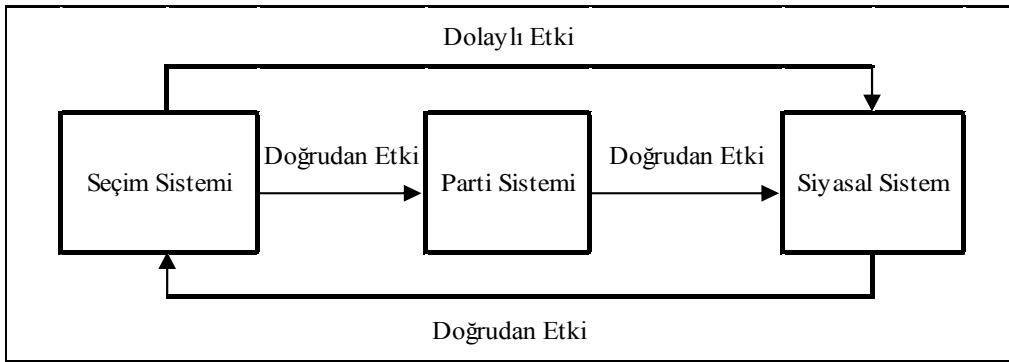 Dolaylı Etki
Doğrudan Etki
Doğrudan Etki
Seçim Sistemi
Parti Sistemi
Siyasal Sistem
Doğrudan Etki